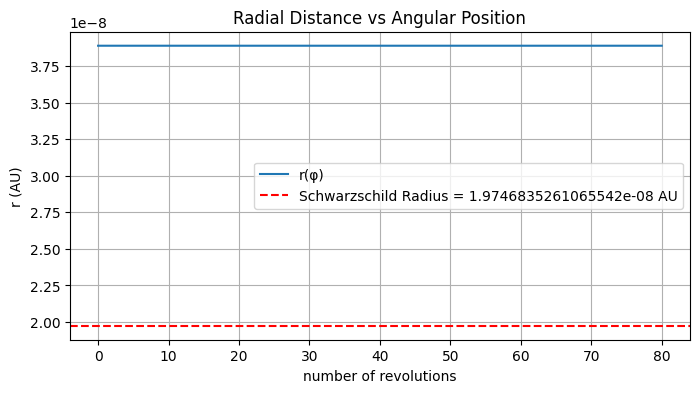 Radial Distance vs Angular Position
1e−8
3.75
3.50
3.25
3.00
2.75
2.50
2.25
2.00
r (AU)
r(φ)
Schwarzschild Radius = 1.9746835261065542e-08 AU
0 10 20 30 40 50 60 70 80
number of revolutions